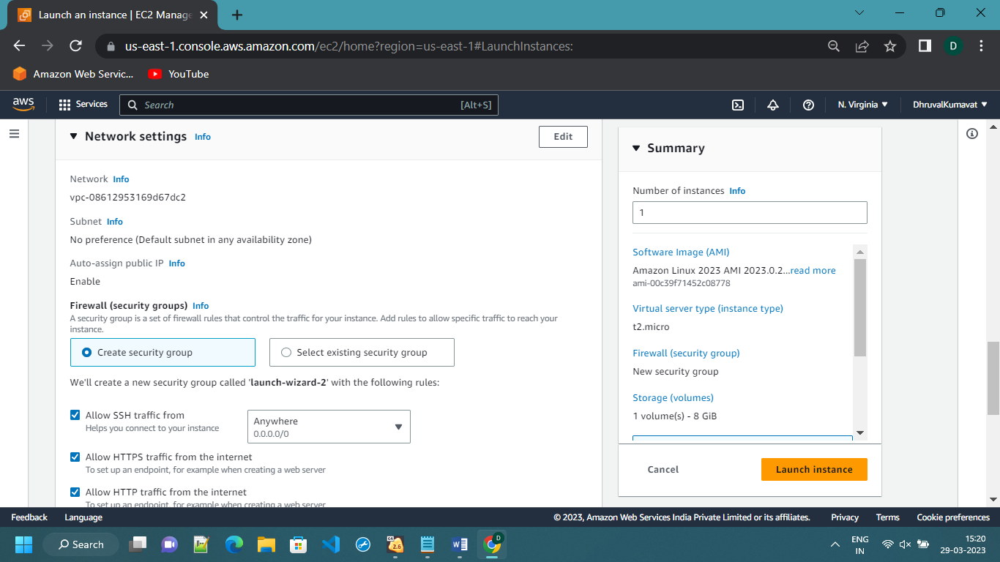 Launch an instance | EC2 Manage
us-east-1.console.aws.amazon.com/ec2/home?region=us-east-1#LaunchInstances:
D
Amazon Web Servic...
YouTube
aws
Services
Search
[Alt+S]
N. Virginia
DhruvalKumavat
Network settings Info
Edit
Network Info
vpc-08612953169d67dc2
Subnet Info
No preference (Default subnet in any availability zone)
Auto-assign public IP Info
Enable
Firewall (security groups) Info
A security group is a set of firewall rules that control the traffic for your instance. Add rules to allow specific traffic to reach your
instance.
Create security group
Select existing security group
We'll create a new security group called 'launch-wizard-2' with the following rules:
Allow SSH traffic from
Helps you connect to your instance
Anywhere
0.0.0.0/0
Allow HTTPS traffic from the internet
To set up an endpoint, for example when creating a web server
Allow HTTP traffic from the internet
To set up an endpoint, for example when creating a web server
Summary
Number of instances Info
1
Software Image (AMI)
Amazon Linux 2023 AMI 2023.0.2...read more
ami-00c39f71452c08778
Virtual server type (instance type)
t2.micro
Firewall (security group)
New security group
Storage (volumes)
1 volume(s) - 8 GiB
Cancel
Launch instance
Feedback
Language
© 2023, Amazon Web Services India Private Limited or its affiliates.
Privacy
Terms
Cookie preferences
Search
2.6
D
ENG
IN
15:20
29-03-2023